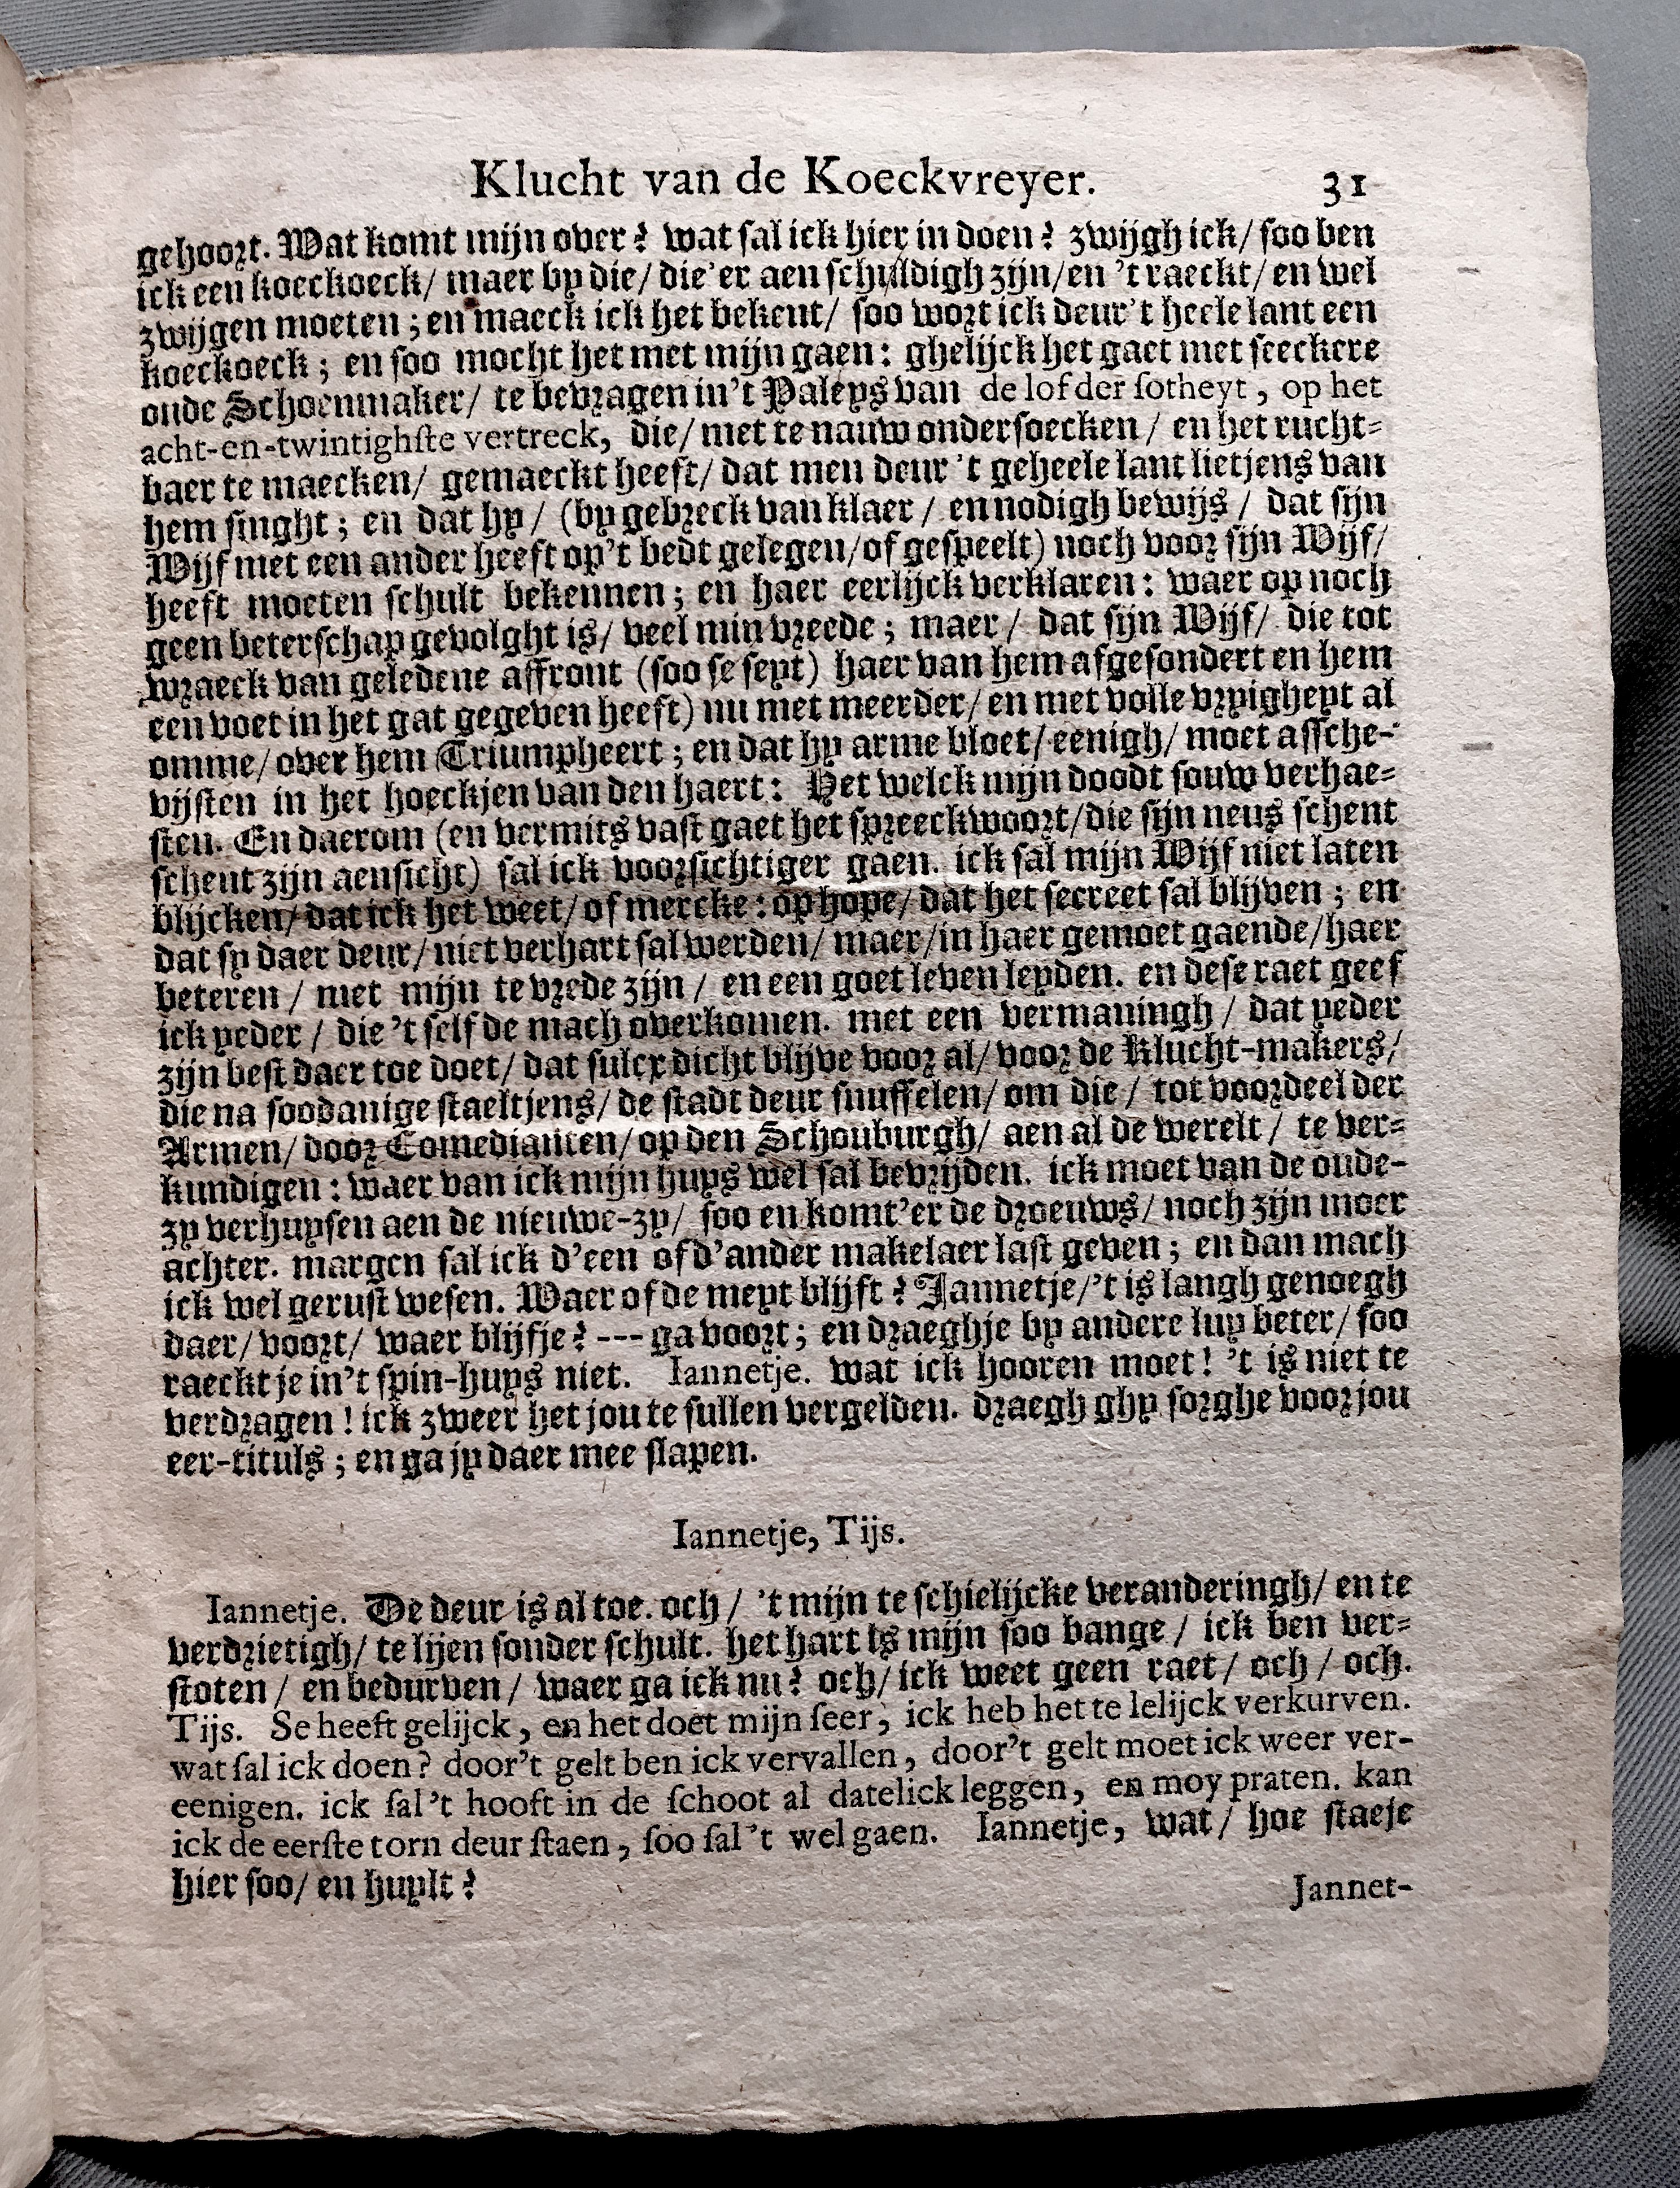 Klucht van de Koeckvreyer. 31
gehoort. Wat komt mijn over? wat sal ick hier in doen? zwijgh ick/ soo ben
ick een koeckoeck/ maer by die/ die'er aen schuldigh zijn/ en 't raeckt/ en wel
zwijgen moeten; en maeck ick het bekent/ soo wort ick deur't heele lant een
koeckoeck; en soo mocht het met mijn gaen: ghelijck het gaet met seeckere
oude Schoenmaker/ te bevragen in't Paleys van de lof der sotheyt, op het
acht-en-twintighste vertreck, die/ met te nauw ondersoecken/ en het rucht-
baer te maecken/ gemaeckt heeft/ dat men deur 't geheele lant lietjens van
hem singht; en dat hy/ (by gebreck van klaer/ en nodigh bewijs/ dat sijn
Wijf met een ander heeft op't bedt gelegen/ of gespeelt) noch voor sijn Wijf/
heeft moeten schult bekennen; en haer eerlijck verklaren: waer op noch
geen beterschap gevolght is/ veel min vreede; maer/ dat sijn Wijf/ die tot
wraeck van geledene affront (soo se seyt) haer van hem afgesondert en hem
een voet in het gat gegeven heeft) nu met meerder/ en met volle vryigheyt al
omme/ over hem Triumpheert; en dat hy arme bloet/ eenigh/ moet assche-
vijsten in het hoeckjen van den haert: Het welck mijn doodt souw verhae-
sten. En daerom (en vermits vast gaet het spreeckwoort/ die sijn neus schent
schent zijn aensicht) sal ick voorsichtiger gaen. ick sal mijn Wijf niet laten
blijcken/ dat ick het weet/ of mercke: op hope/ dat het secreet sal blijven; en
dat sy daer deur/ niet verhart sal werden/ maer/ in haer gemoet gaende/ haer
beteren/ met mijn te vrede zijn/ en een goet leven leyden. en dese raet geef
ick yeder/ die 't selfde mach overkomen. met een vermaningh/ dat yeder
zijn best daer toe doet/ dat sulcx dicht blijve voor al/ voor de Klucht-makers/
die na soodanige staeltjens/ de stadt deur snuffelen/ om die/ tot voordeel der
Armen/ door Comedianten/ op den Schouburgh/ aen al de werelt/ te ver-
kundigen: waer van ick mijn huys wel sal bevrijden. ick moet van de oude-
zy verhuysen aen de nieuwe-zy/ soo en komt'er de droeuws/ noch zijn moer
achter. margen sal ick d'een of d'ander makelaer last geven; en dan mach
ick wel gerust wesen. Waer of de meyt blijft? Jannetje/ 't is langh genoegh
daer/ voort/ waer blijfje? --- ga voort; en draeghje by andere luy beter/ soo
raeckt je in't spin-huys niet. Iannetje. wat ick hooren moet! 't is niet te
verdragen! ick zweer het jou te sullen vergelden. draegh ghy sorghe voor jou
eer-tituls; en ga jy daer mee slapen.
Iannetje, Tijs.
Iannetje. De deur is al toe. och/ 't mijn te schielijcke veranderingh/ en te
verdrietigh/ te lijen sonder schult. het hart is mijn soo bange/ ick ben ver-
stoten/ en bedurven/ waer ga ick nu? och/ ick weet geen raet/ och/ och.
Tijs. Se heeft gelijck, en het doet mijn seer, ick heb het te lelijck verkurven.
wat sal ick doen? door't gelt ben ick vervallen, door't gelt moet ick weer ver-
eenigen. ick sal 't hooft in de schoot al datelick leggen, en moy praten. kan
ick de eerste torn deur staen, soo sal 't wel gaen. Iannetje, wat/ hoe staeje
hier soo/ en huylt?
Jannet-